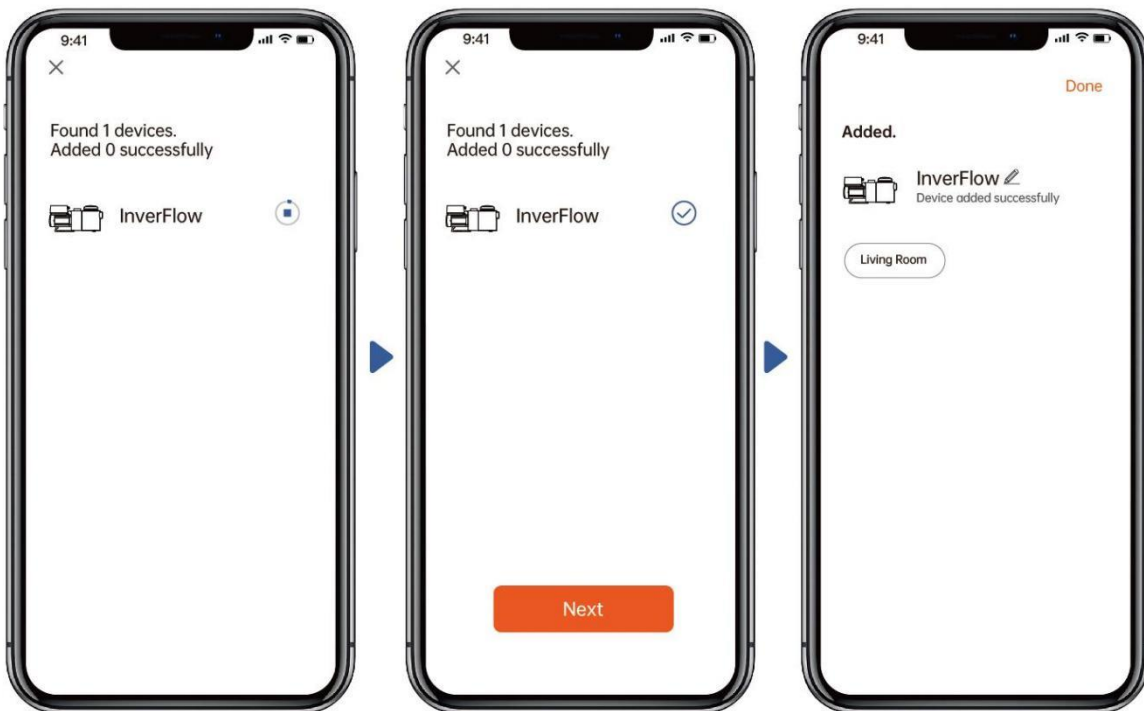 9:41
Found 1 devices.
Added 0 successfully
InverFlow
9:41
Found 1 devices.
Added 0 successfully
InverFlow
Next
9:41
Done
Added.
InverFlow
Device added successfully
Living Room